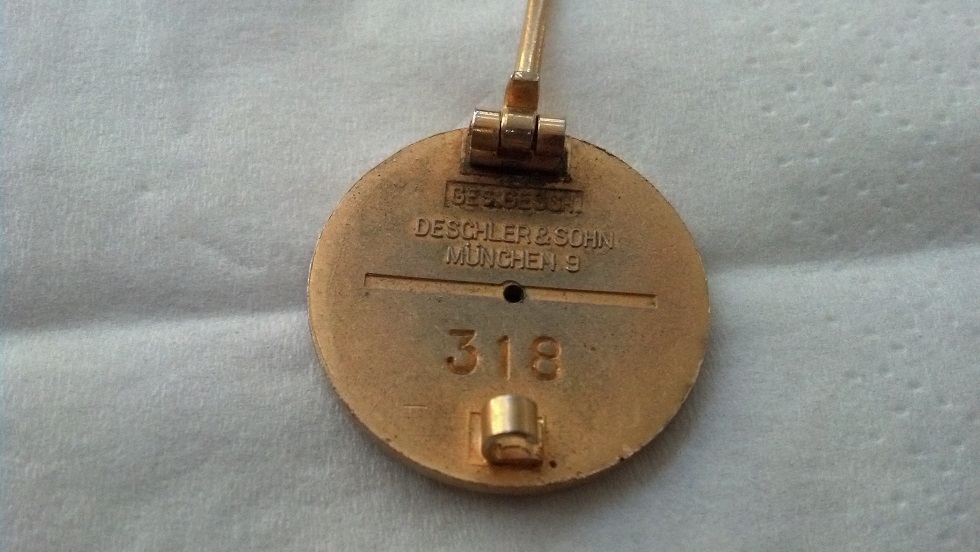 GES.GESCH.
DESCHLER & SOHN
MÜNCHEN 9
318